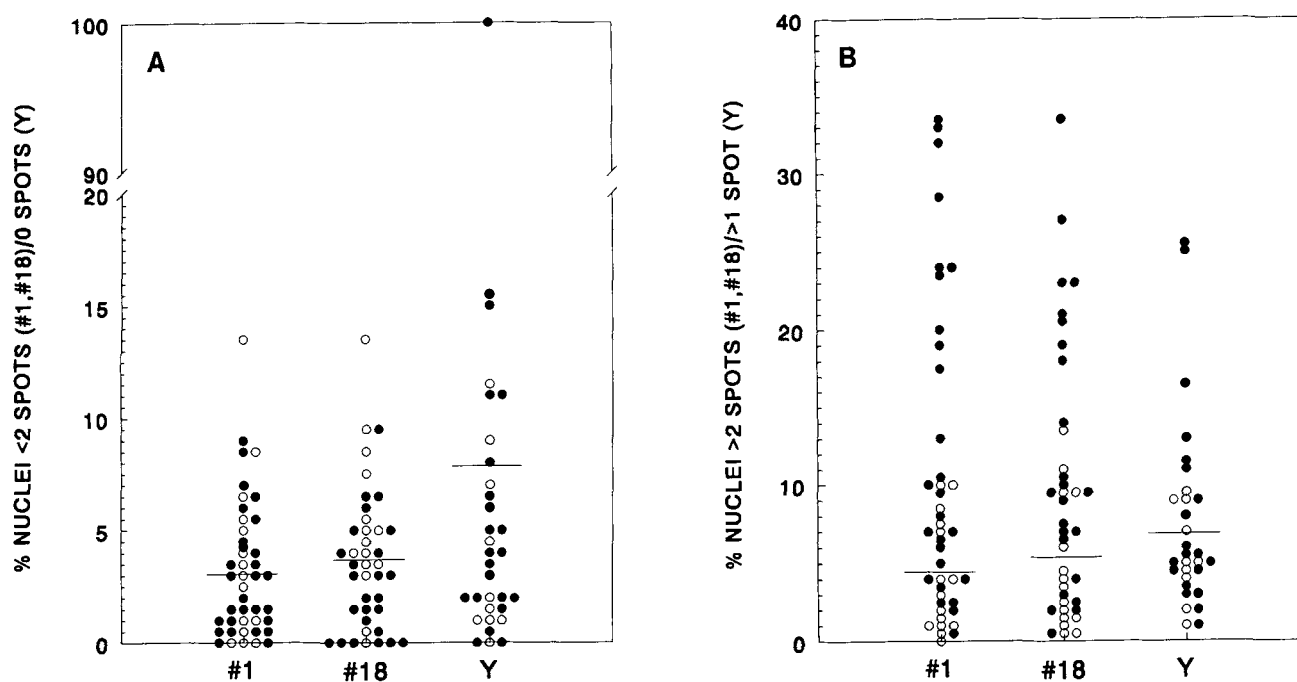 % NUCLEI <2 SPOTS (#1,#18)/0 SPOTS (Y)
A
100
90
20
15
10
5
0
#1 #18 Y
% NUCLEI >2 SPOTS (#1,#18)/>1 SPOT (Y)
B
40
30
20
10
0
#1 #18 Y